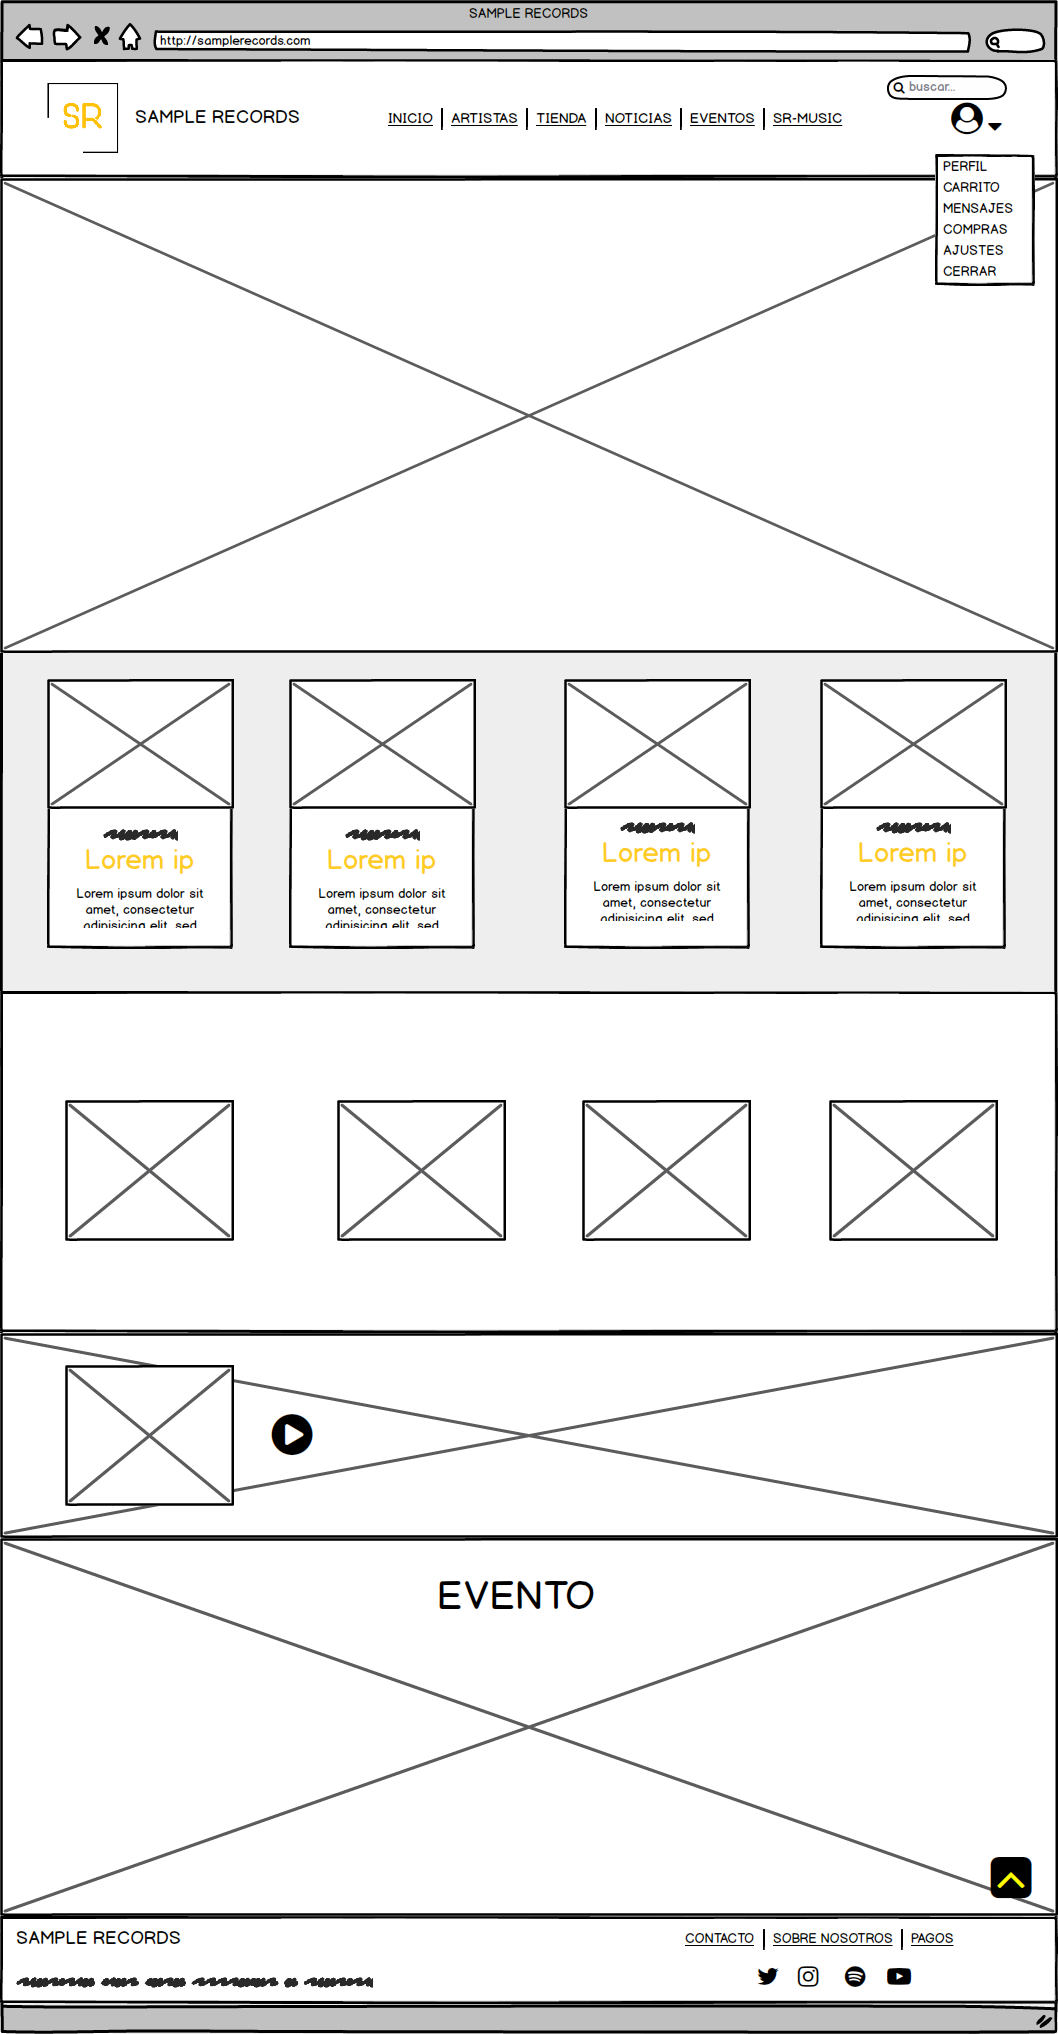 SAMPLE RECORDS
http://samplerecords.com
buscar...
SR
SAMPLE RECORDS
INICIO ARTISTAS TIENDA NOTICIAS EVENTOS SR-MUSIC
PERFIL
CARRITO
MENSAJES
COMPRAS
AJUSTES
CERRAR
Lorem ip
Lorem ipsum dolor sit
amet, consectetur
adipisicing elit, sed
Lorem ip
Lorem ipsum dolor sit
amet, consectetur
adipisicing elit, sed
Lorem ip
Lorem ipsum dolor sit
amet, consectetur
adipisicing elit, sed
Lorem ip
Lorem ipsum dolor sit
amet, consectetur
adipisicing elit, sed
EVENTO
SAMPLE RECORDS
CONTACTO SOBRE NOSOTROS PAGOS